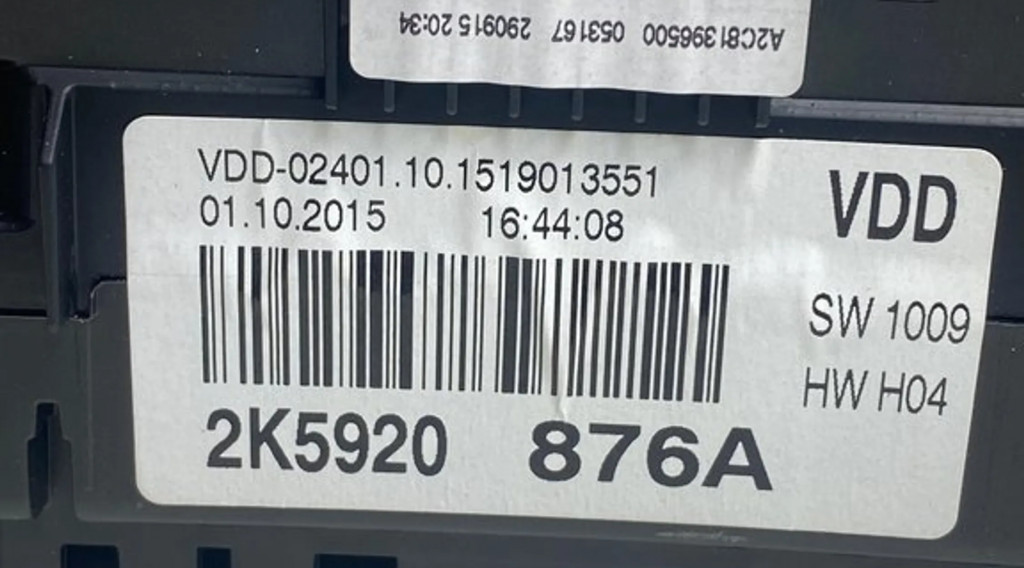 A2C81396500 053167 290915 20:34
VDD-02401.10.1519013551
VDD
01.10.2015 16:44:08
SW 1009
HW H04
2K5920 876A